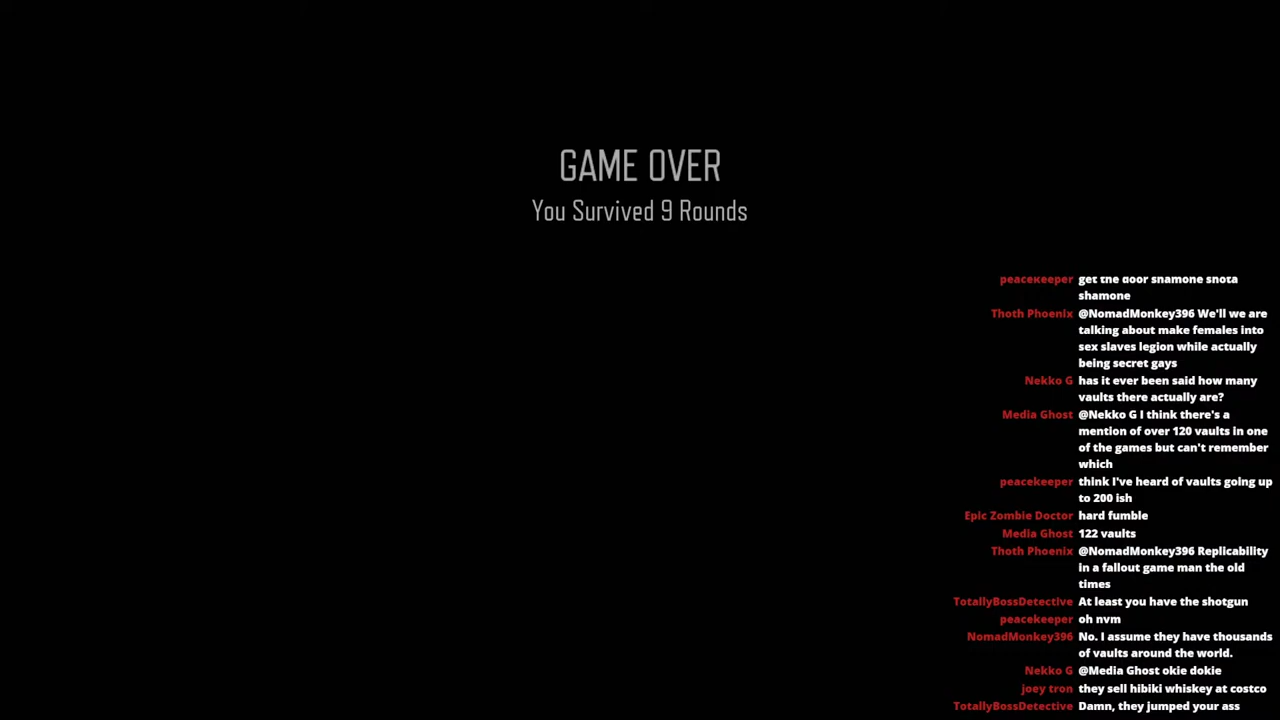 GAME OVER
You Survived 9 Rounds
peacekeeper get the door shamone shota
shamone
Thoth Phoenix @NomadMonkey396 We'll we are
talking about make females into
sex slaves legion while actually
being secret gays
Nekko G has it ever been said how many
vaults there actually are?
Media Ghost @Nekko G I think there's a
mention of over 120 vaults in one
of the games but can't remember
which
peacekeeper think I've heard of vaults going up
to 200 ish
Epic Zombie Doctor hard fumble
Media Ghost 122 vaults
Thoth Phoenix @NomadMonkey396 Replicability
in a fallout game man the old
times
TotallyBossDetective At least you have the shotgun
peacekeeper oh nvm
NomadMonkey396 No. I assume they have thousands
of vaults around the world.
Nekko G @Media Ghost okie dokie
joey tron they sell hibiki whiskey at costco
TotallyBossDetective Damn, they jumped your ass